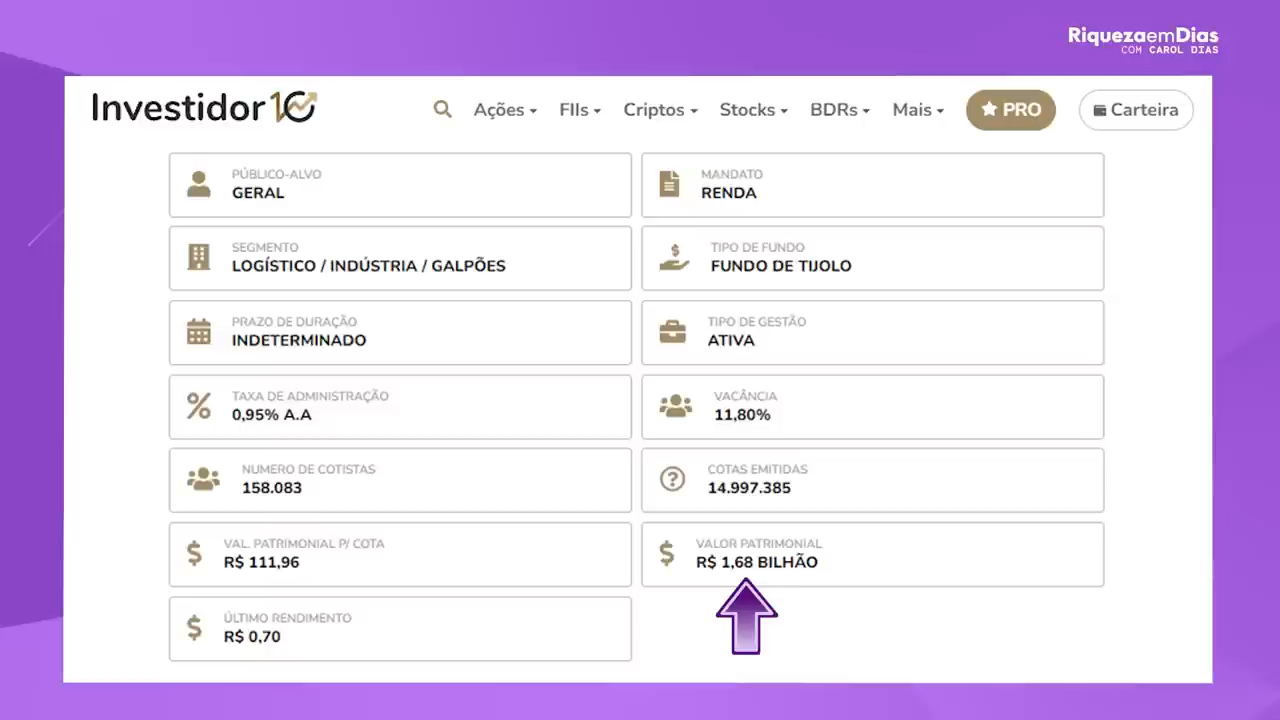 RiquezaemDias
COM CAROL DIAS
Investidor 10
Ações
FIIs
Criptos
Stocks
BDRs
Mais
PRO
Carteira
PÚBLICO-ALVO
GERAL
MANDATO
RENDA
SEGMENTO
LOGÍSTICO / INDÚSTRIA / GALPÕES
TIPO DE FUNDO
FUNDO DE TIJOLO
PRAZO DE DURAÇÃO
INDETERMINADO
TIPO DE GESTÃO
ATIVA
TAXA DE ADMINISTRAÇÃO
0,95% A.A
VACÂNCIA
11,80%
NUMERO DE COTISTAS
158.083
COTAS EMITIDAS
14.997.385
VAL. PATRIMONIAL P/ COTA
R$ 111,96
VALOR PATRIMONIAL
R$ 1,68 BILHÃO
ÚLTIMO RENDIMENTO
R$ 0,70